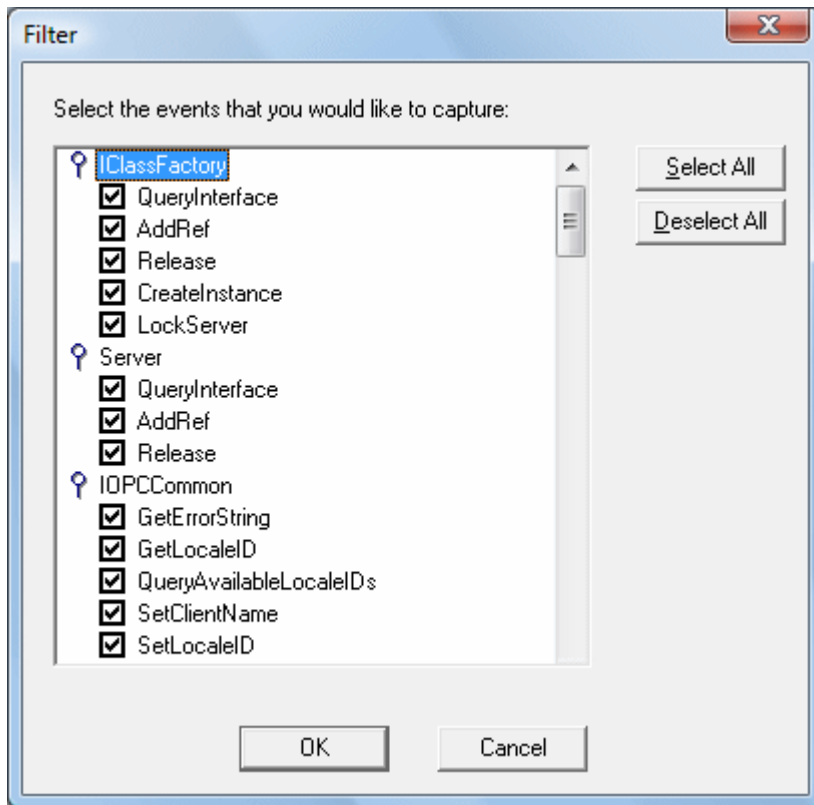 Filter
Select the events that you would like to capture:
IClassFactory
QueryInterface
AddRef
Release
CreateInstance
LockServer
Server
QueryInterface
AddRef
Release
IOPCCommon
GetErrorString
GetLocaleID
QueryAvailableLocaleIDs
SetClientName
SetLocaleID
Select All
Deselect All
OK
Cancel